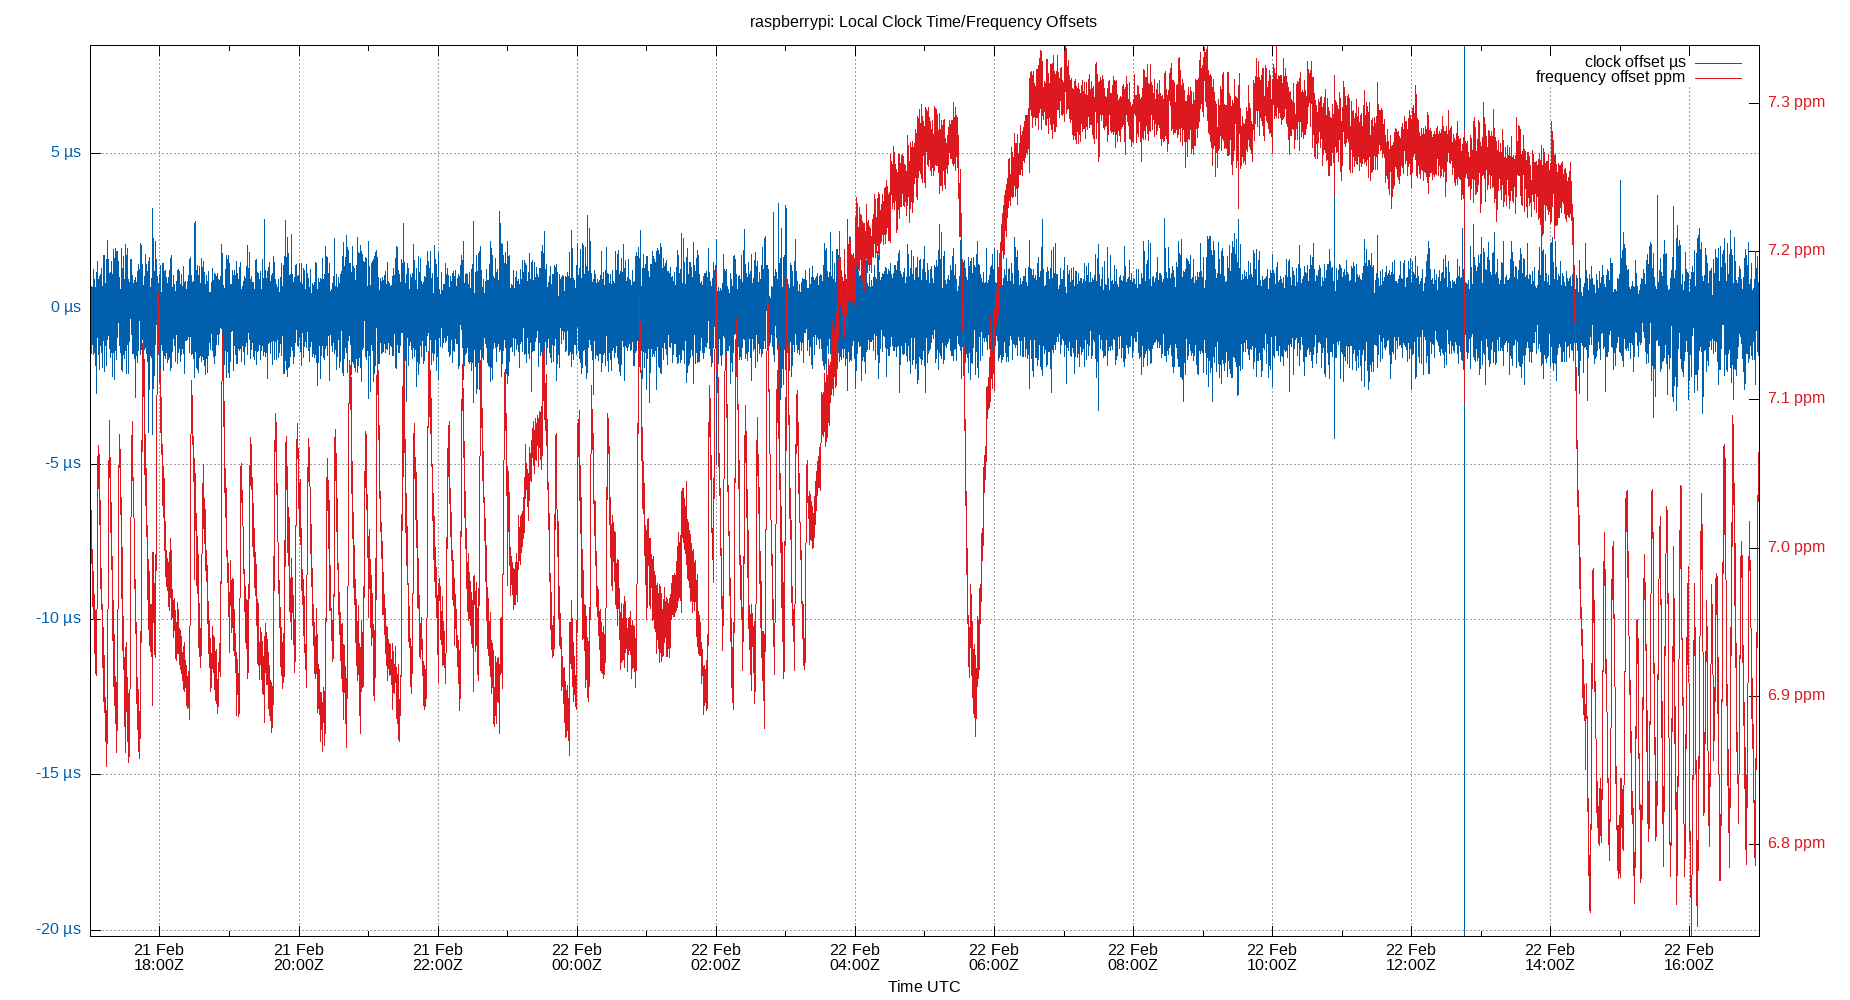 raspberrypi: Local Clock Time/Frequency Offsets
clock offset µs
frequency offset ppm
5 µs
0 µs
-5 µs
-10 µs
-15 µs
-20 µs
7.3 ppm
7.2 ppm
7.1 ppm
7.0 ppm
6.9 ppm
6.8 ppm
21 Feb
18:00Z
21 Feb
20:00Z
21 Feb
22:00Z
22 Feb
00:00Z
22 Feb
02:00Z
22 Feb
04:00Z
22 Feb
06:00Z
22 Feb
08:00Z
22 Feb
10:00Z
22 Feb
12:00Z
22 Feb
14:00Z
22 Feb
16:00Z
Time UTC